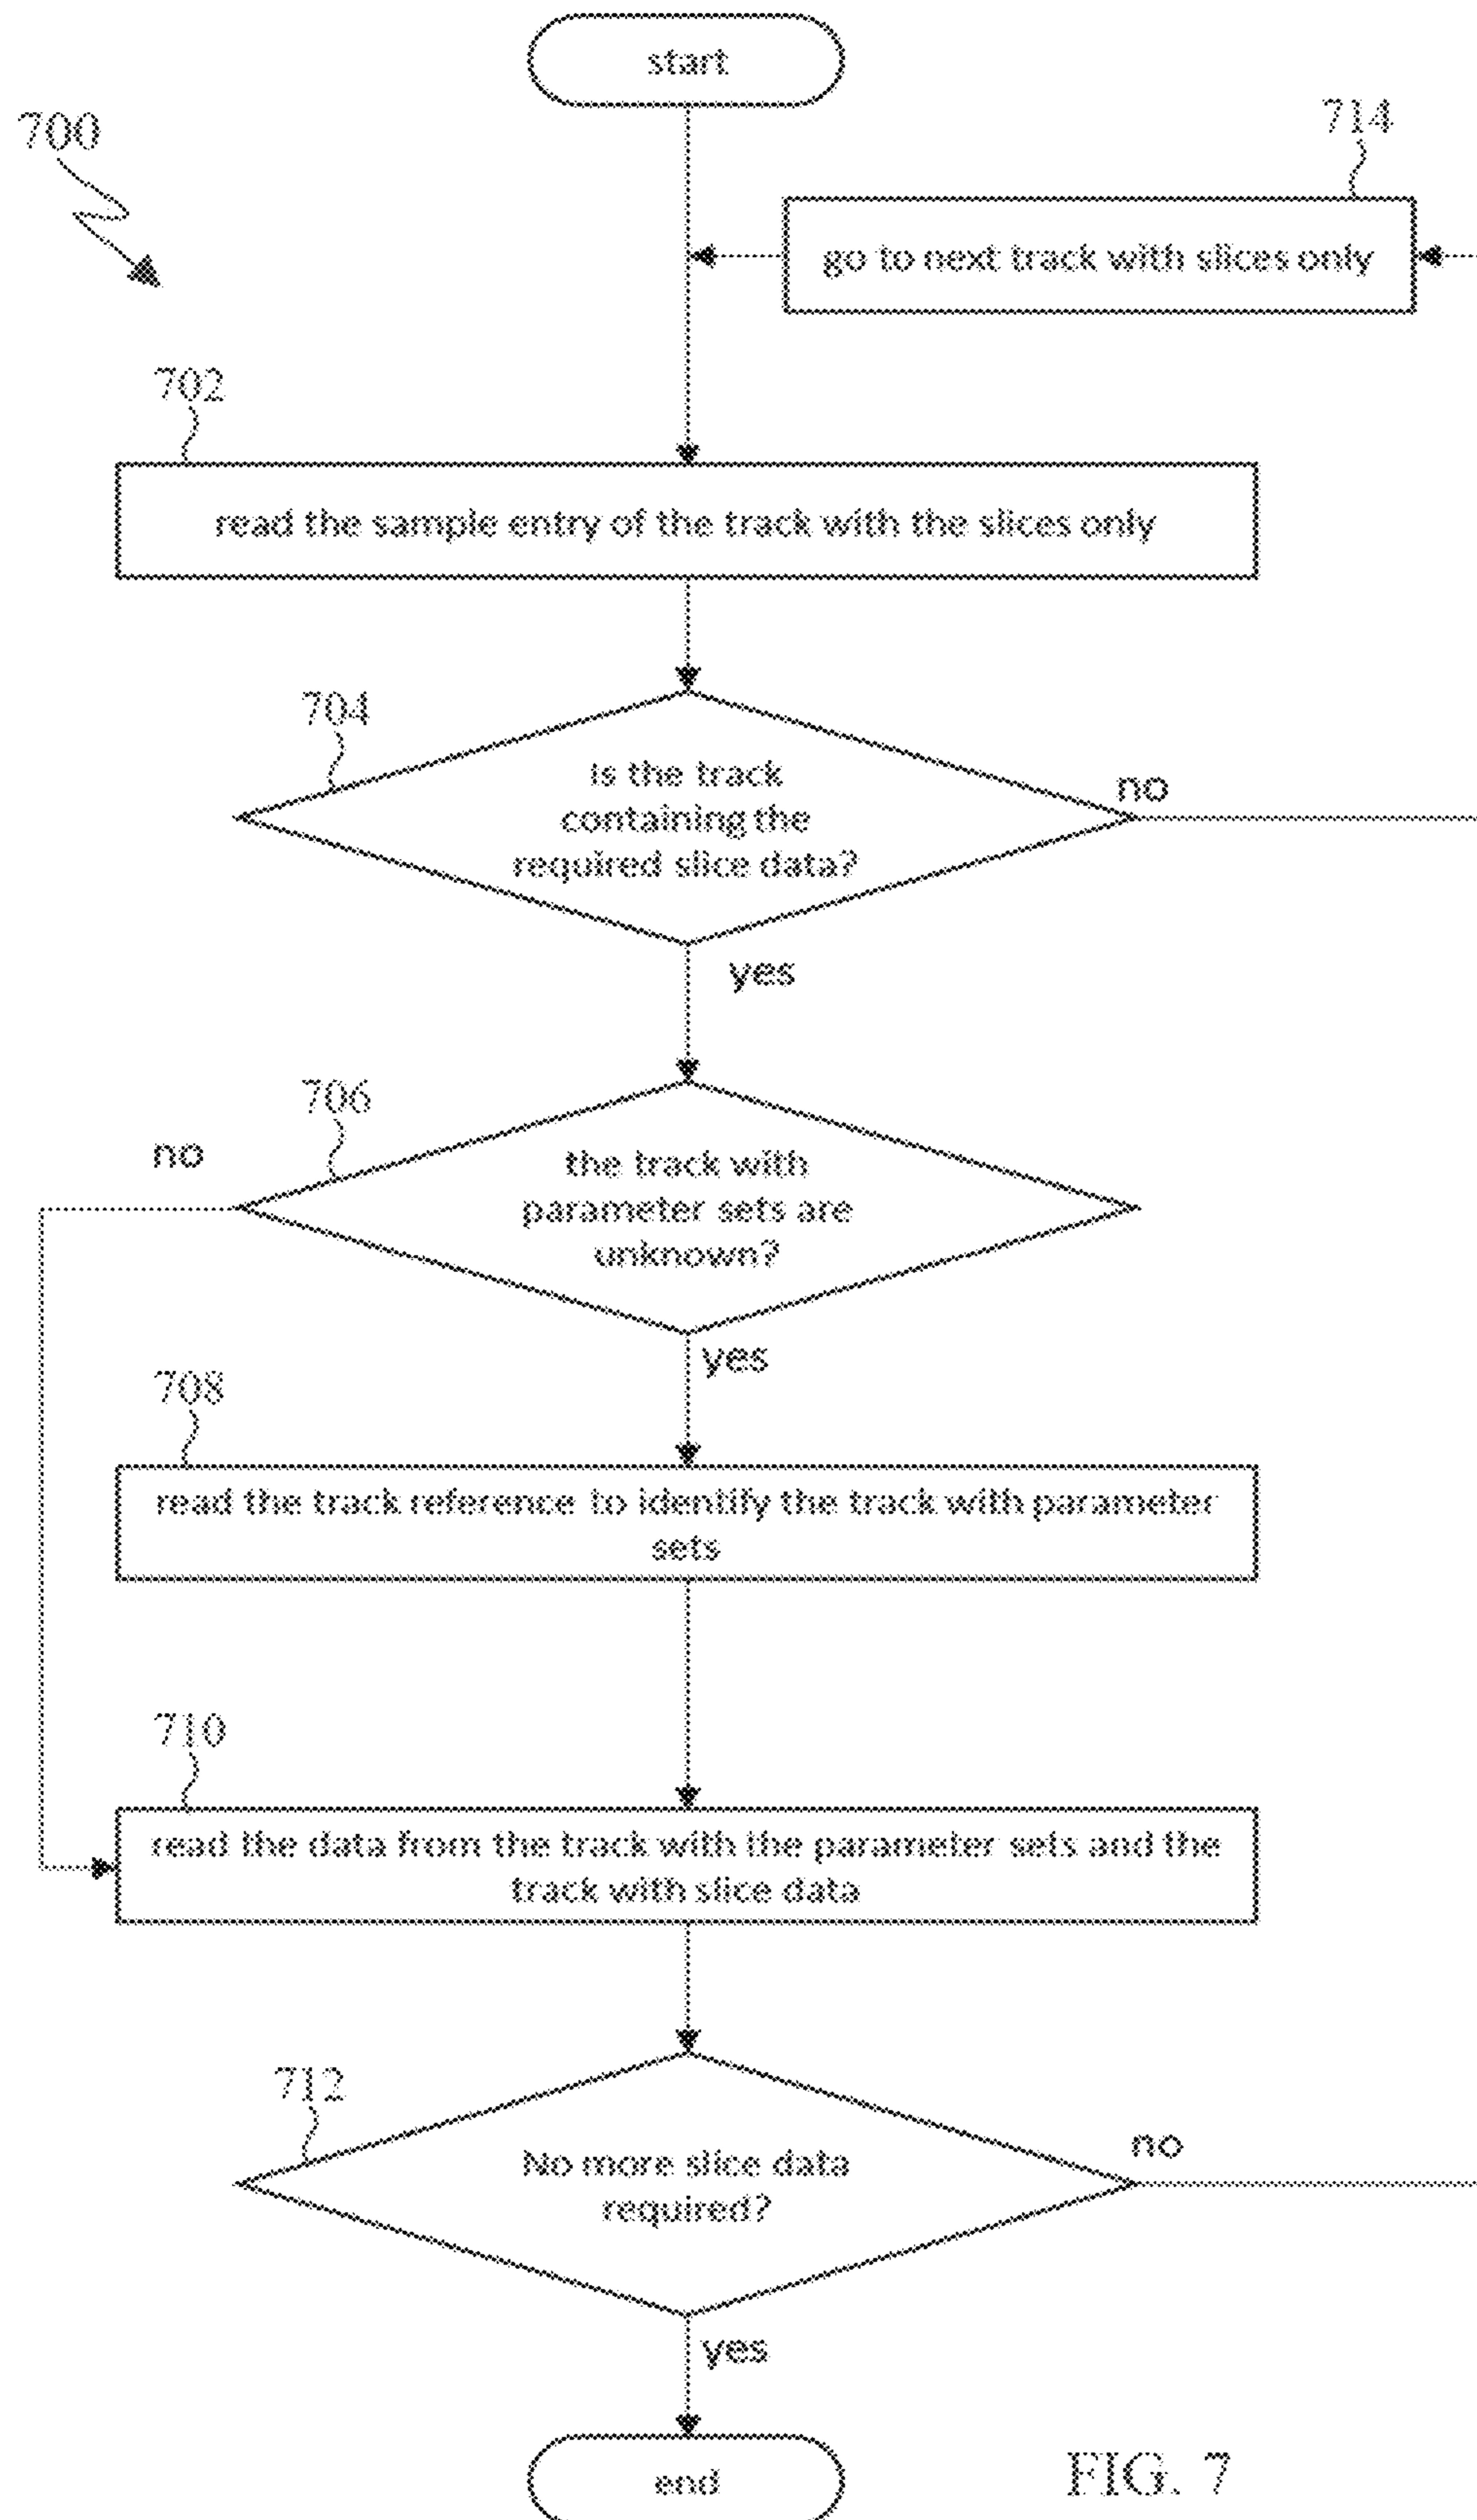 start
700
714
go to next track with slices only
702
read the sample entry of the track with the slices only
704
is the track
containing the
required slice data?
no
yes
706
no
the track with
parameter sets are
unknown?
yes
708
read the track reference to identify the track with parameter
sets
710
read the data from the track with the parameter sets and the
track with slice data
712
No more slice data
required?
no
yes
end
FIG. 7